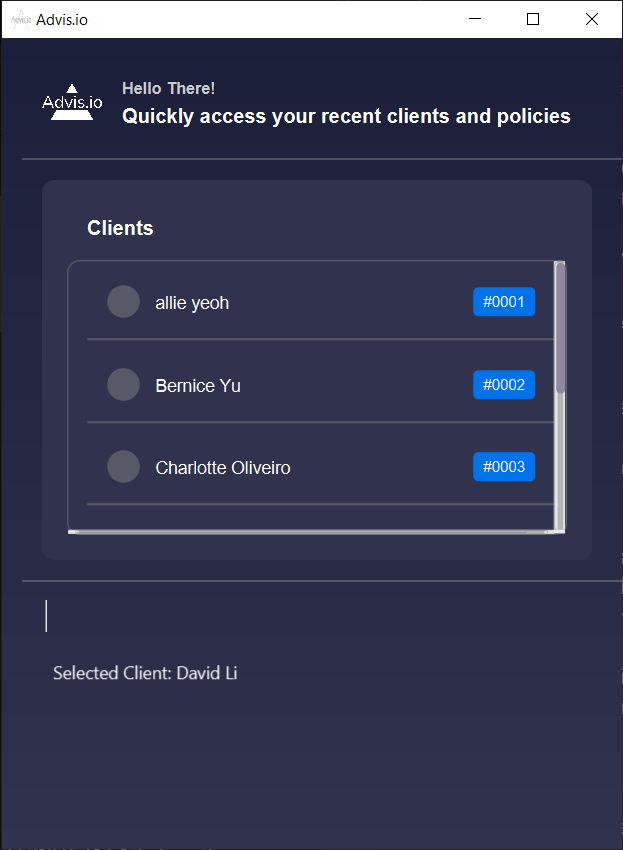 Advis.io
Hello There!
Advis.io
Quickly access your recent clients and policies
Clients
allie yeoh
#0001
Bernice Yu
#0002
Charlotte Oliveiro
#0003
Selected Client: David Li